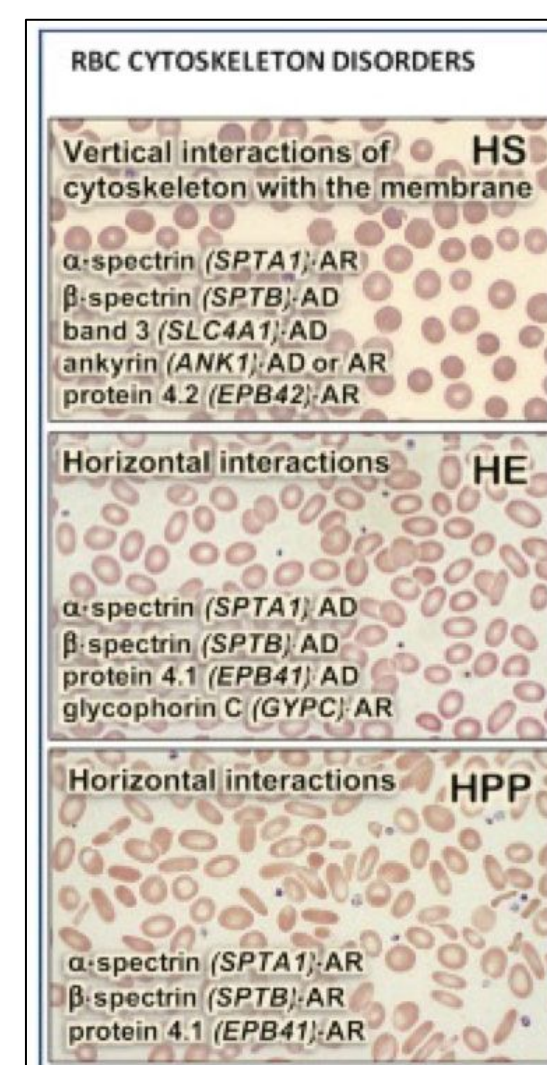 RBC CYTOSKELETON DISORDERS
Vertical interactions of HS
cytoskeleton with the membrane
α-spectrin (SPTA1)-AR
β-spectrin (SPTB)-AD
band 3 (SLC4A1)-AD
ankyrin (ANK1)-AD or AR
protein 4.2 (EPB42)-AR
Horizontal interactions HE
α-spectrin (SPTA1)-AD
β-spectrin (SPTB)-AD
protein 4.1 (EPB41)-AD
glycophorin C (GYPC)-AR
Horizontal interactions HPP
α-spectrin (SPTA1)-AR
β-spectrin (SPTB)-AR
protein 4.1 (EPB41)-AR